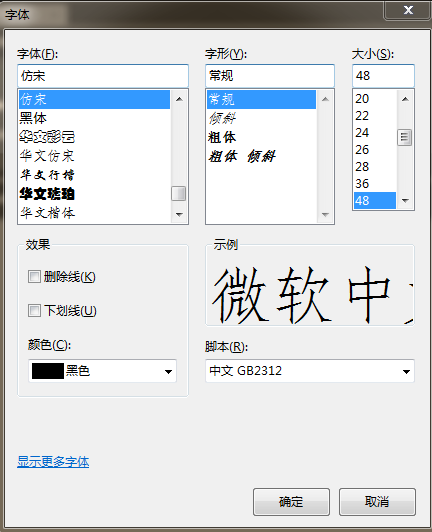 字体
字体(F): 字形(Y): 大小(S):
仿宋 常规 48
仿宋 常规 20
黑体 倾斜 22
华文彩云 粗体 24
华文仿宋 粗体 倾斜 26
华文行楷 28
华文琥珀 36
华文楷体 48
效果 示例
删除线(K)
微软中
下划线(U)
颜色(C): 脚本(R):
黑色 中文 GB2312
显示更多字体
确定 取消